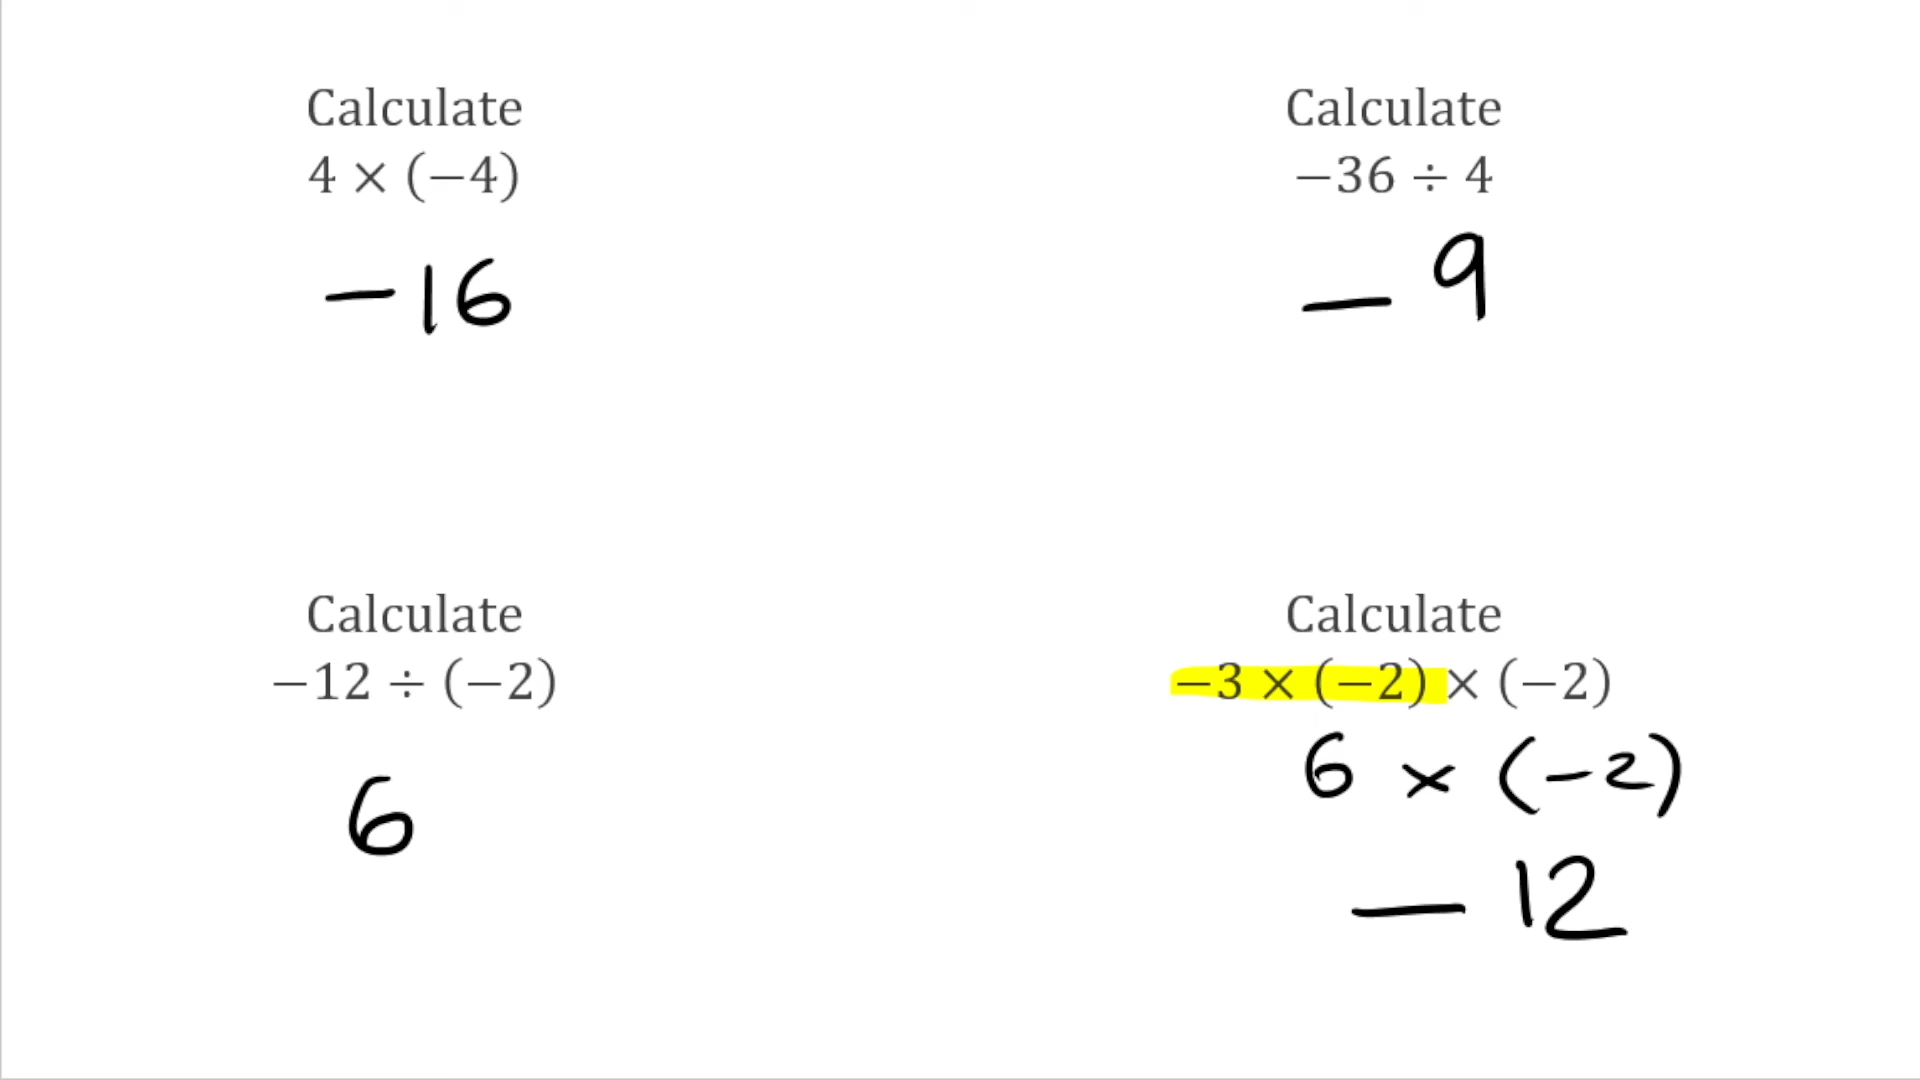 Calculate
4 × (−4)
−16
Calculate
−36 ÷ 4
−9
Calculate
−12 ÷ (−2)
6
Calculate
−3 × (−2) × (−2)
6 × (−2)
−12